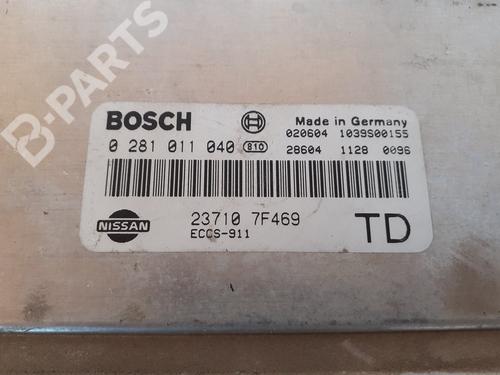 B-PARTS
BOSCH
Made in Germany
020604 1039S00155
0 281 011 040 810 28604 1128 0096
NISSAN
23710 7F469
ECCS-911
TD